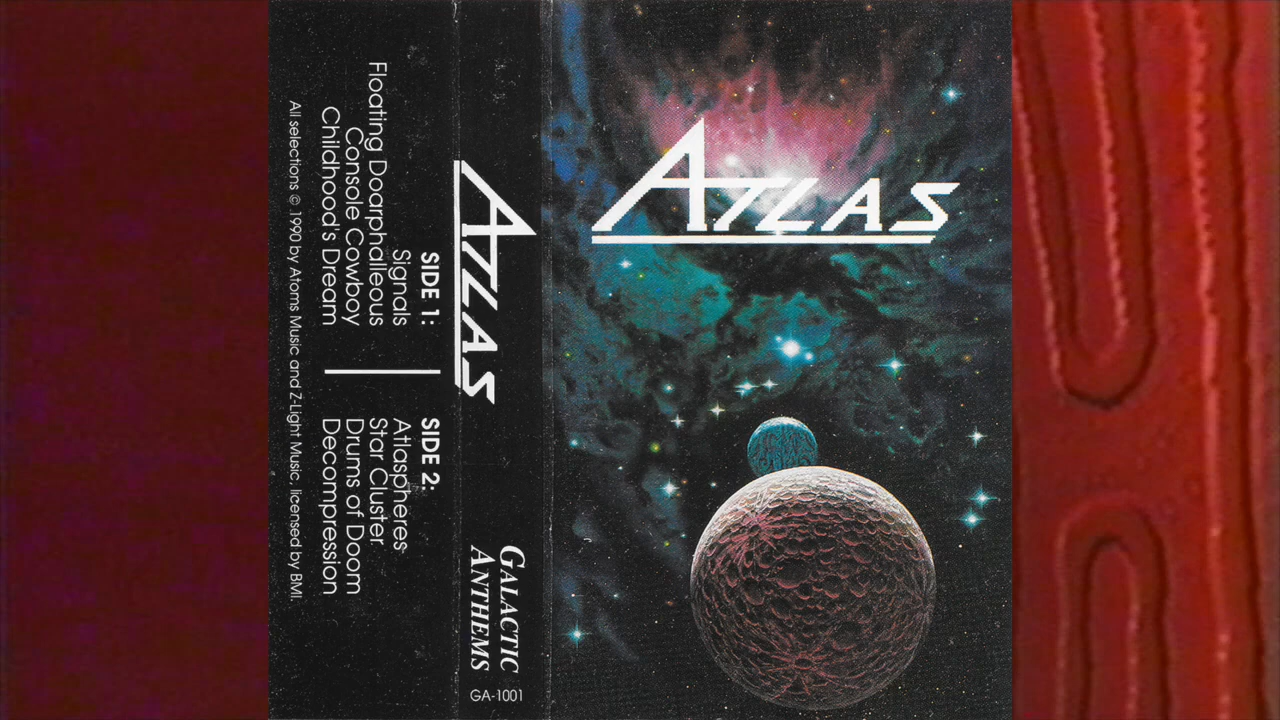 ATLAS
ATLAS
GALACTIC
ANTHEMS
GA-1001
SIDE 1:
Signals
Floating Doarphalleous
Console Cowboy
Childhood's Dream
SIDE 2:
Atlaspheres
Star Cluster
Drums of Doom
Decompression
All selections © 1990 by Atoms Music and Z-Light Music, licensed by BMI.